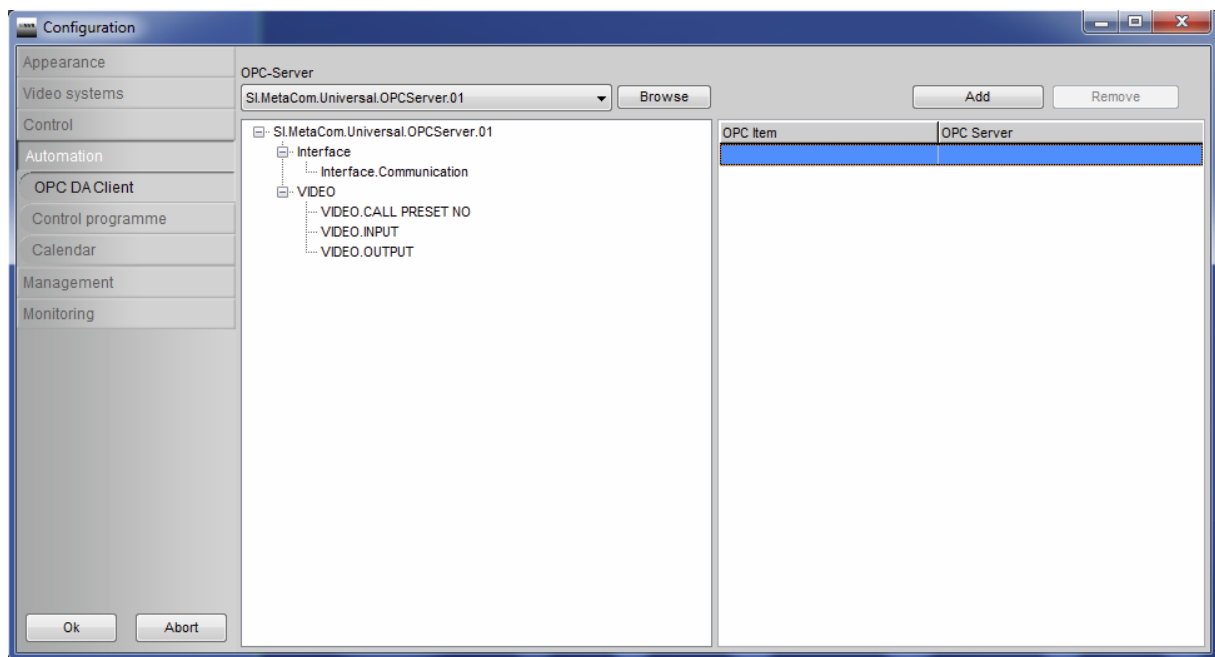 Configuration
Appearance
Video systems
Control
Automation
OPC DA Client
Control programme
Calendar
Management
Monitoring
Ok Abort
OPC-Server
SI.MetaCom.Universal.OPCServer.01 Browse
SI.MetaCom.Universal.OPCServer.01
Interface
Interface.Communication
VIDEO
VIDEO.CALL PRESET NO
VIDEO.INPUT
VIDEO.OUTPUT
Add Remove
OPC Item OPC Server